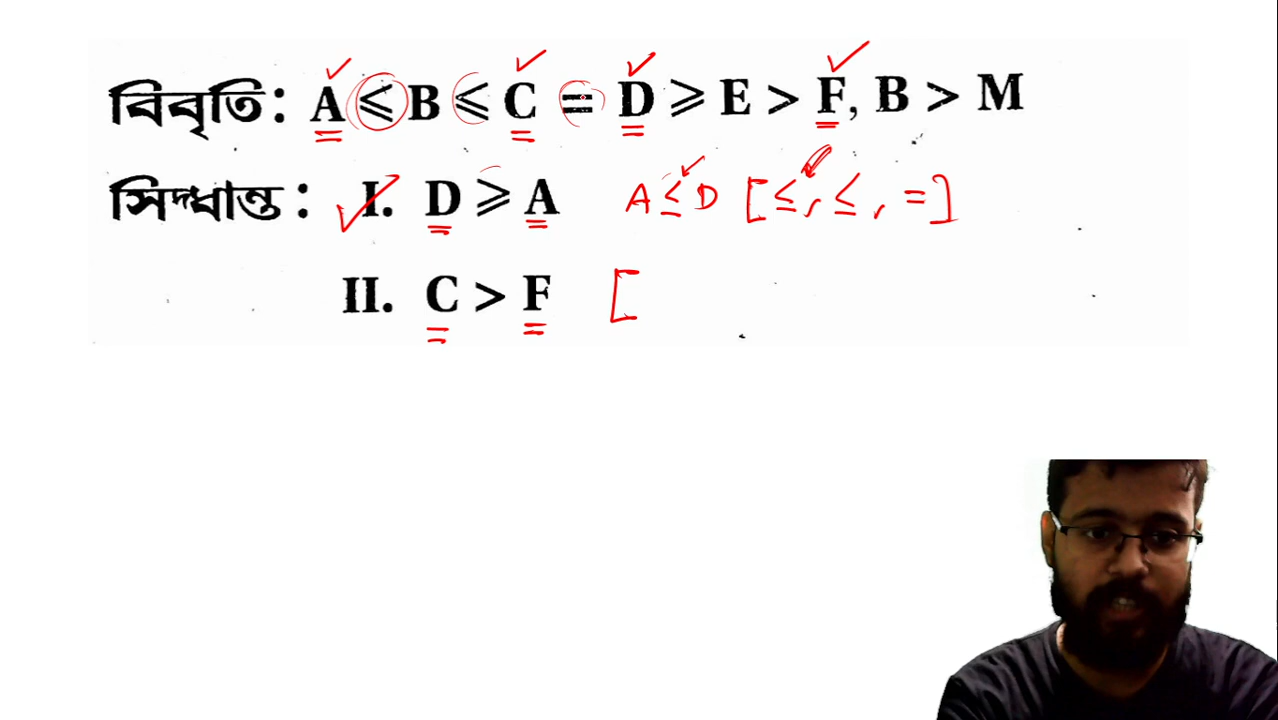 বিবৃতি: A ⩽ B ⩽ C = D ⩾ E > F, B > M
সিদ্ধান্ত: I. D ⩾ A A ≤ D [≤, ≤, =]
II. C > F [